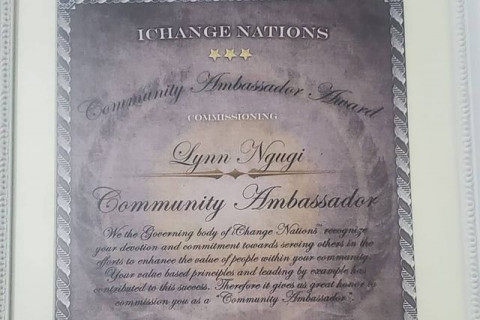 ICHANGE NATIONS
Community Ambassador Award
COMMISSIONING
Lynn Ngugi
Community Ambassador
We the Governing body of Change Nations™ recognize
your devotion and commitment towards serving others in the
efforts to enhance the value of people within your community.
Your value based principles and leading by example has
contributed to this success. Therefore it gives us great honor to
commission you as a "Community Ambassador".